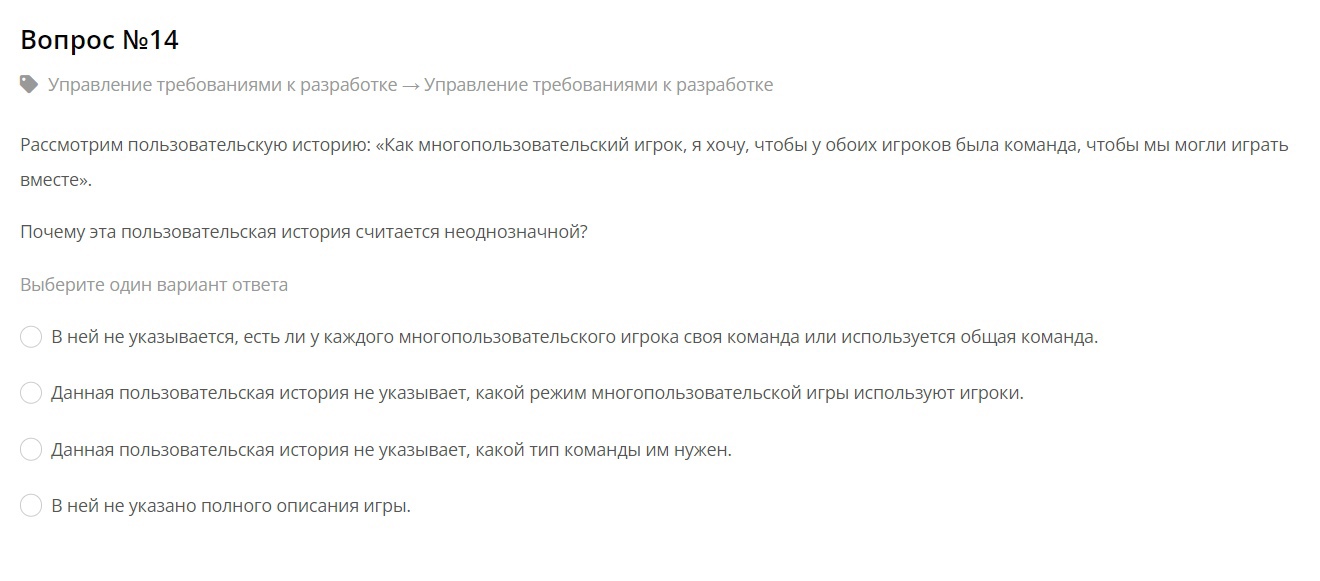 Вопрос №14
Управление требованиями к разработке → Управление требованиями к разработке
Рассмотрим пользовательскую историю: «Как многопользовательский игрок, я хочу, чтобы у обоих игроков была команда, чтобы мы могли играть
вместе».
Почему эта пользовательская история считается неоднозначной?
Выберите один вариант ответа
В ней не указывается, есть ли у каждого многопользовательского игрока своя команда или используется общая команда.
Данная пользовательская история не указывает, какой режим многопользовательской игры используют игроки.
Данная пользовательская история не указывает, какой тип команды им нужен.
В ней не указано полного описания игры.